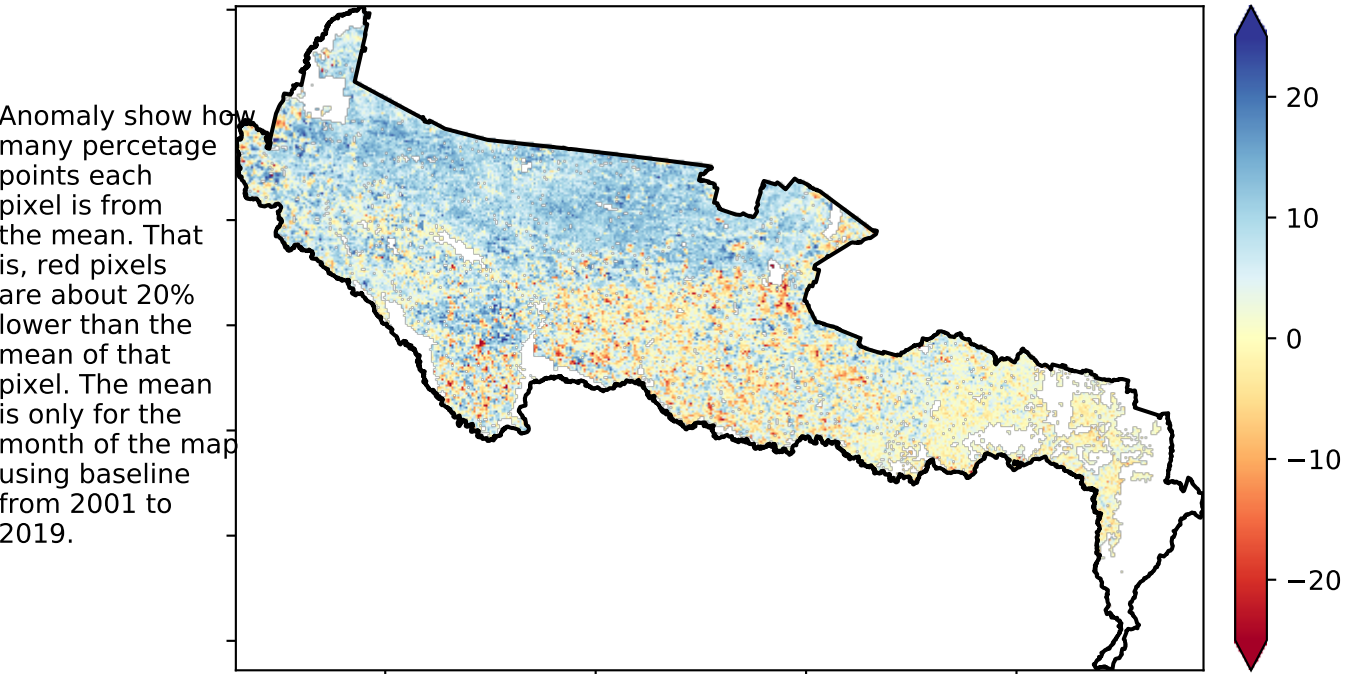 Anomaly show how
many percetage
points each
pixel is from
the mean. That
is, red pixels
are about 20%
lower than the
mean of that
pixel. The mean
is only for the
month of the map
using baseline
from 2001 to
2019.
20
10
0
−10
−20